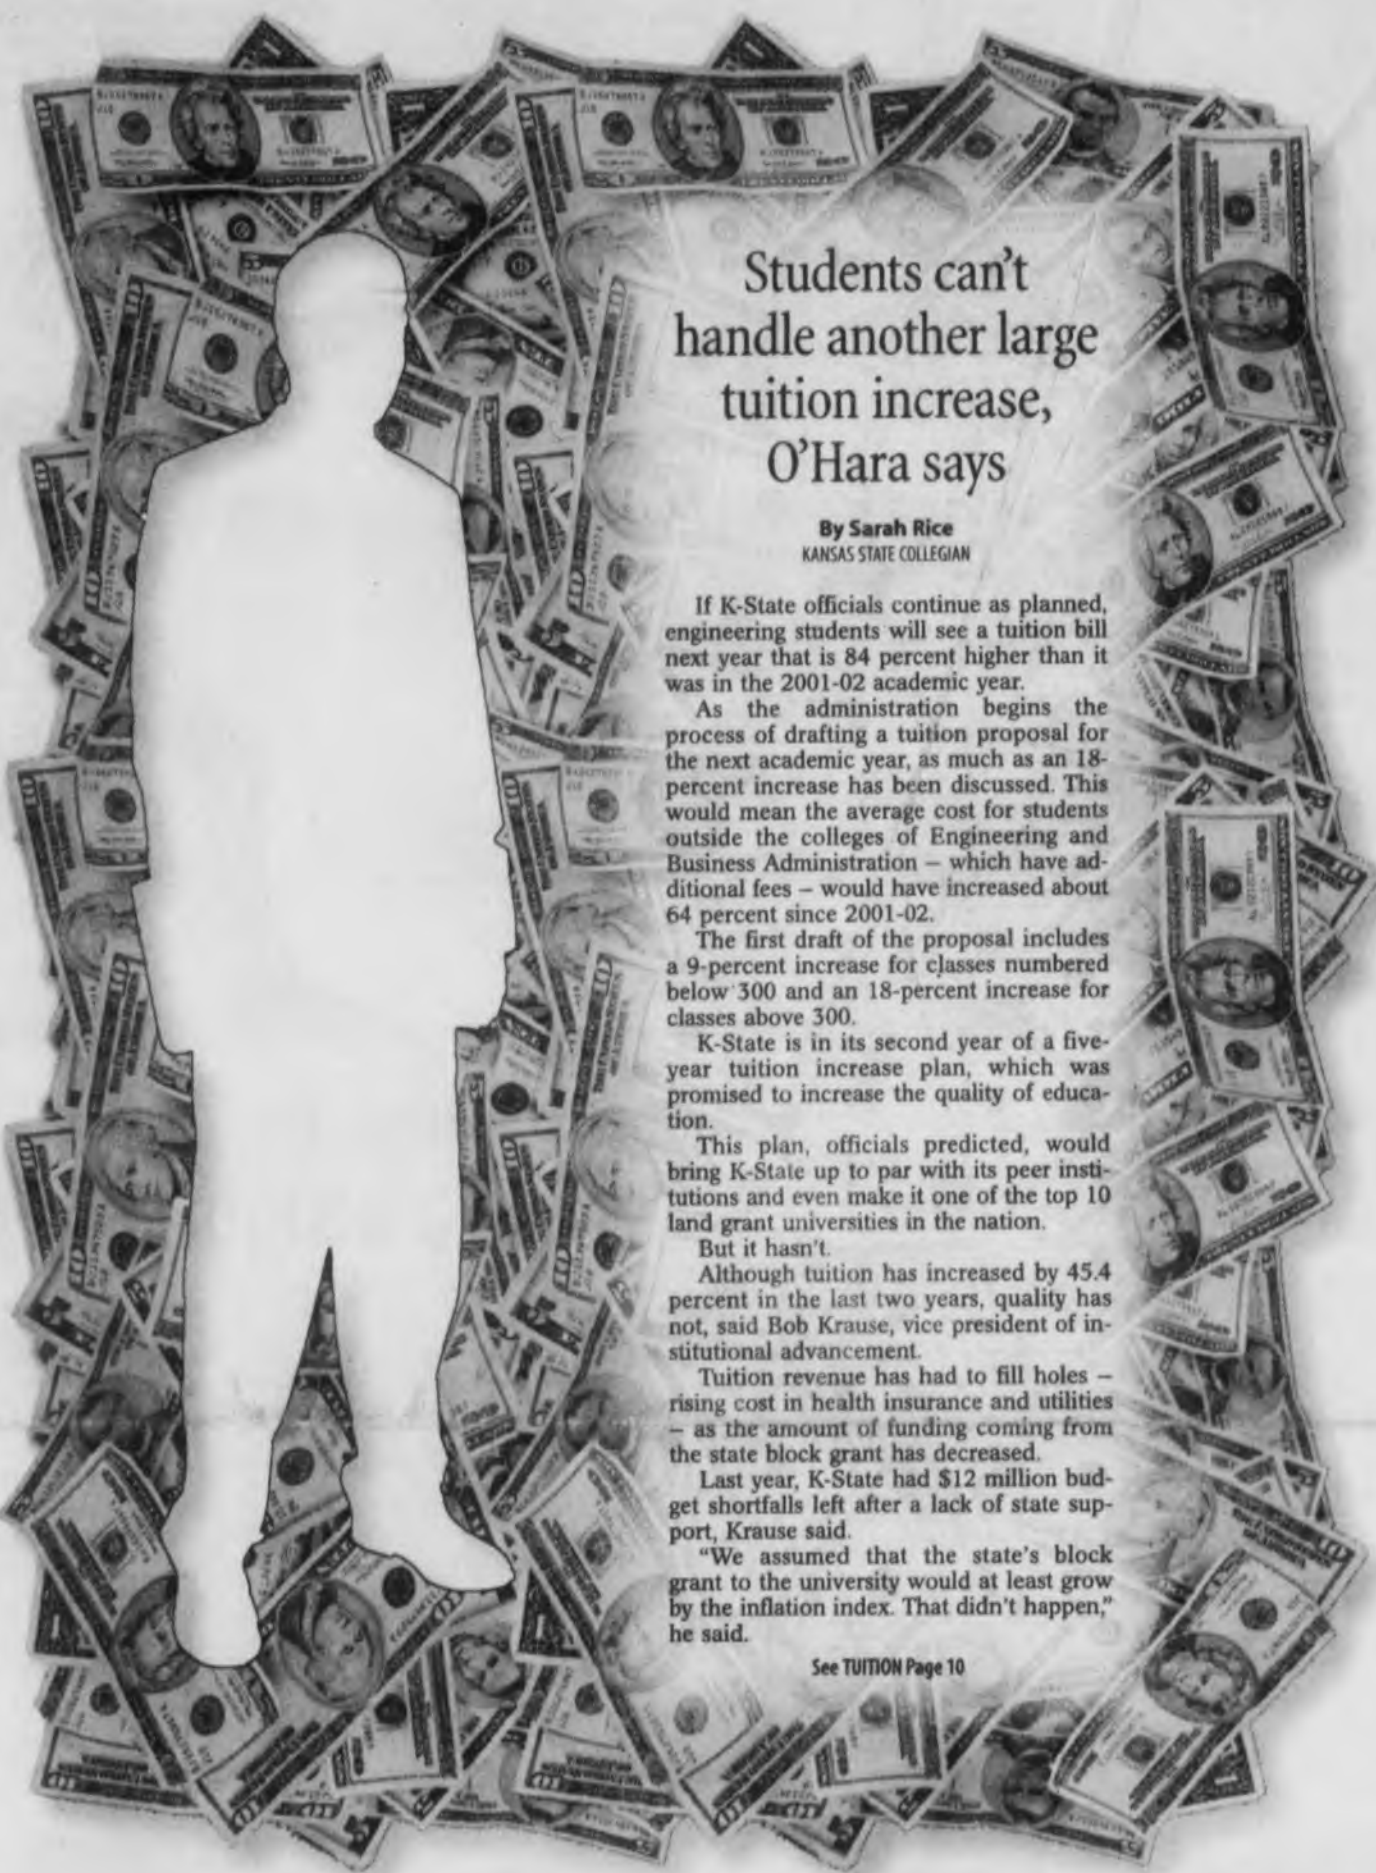 Students can't
handle another large
tuition increase,
O'Hara says
By Sarah Rice
KANSAS STATE COLLEGIAN
If K-State officials continue as planned,
engineering students will see a tuition bill
next year that is 84 percent higher than it
was in the 2001-02 academic year.
As the administration begins the
process of drafting a tuition proposal for
the next academic year, as much as an 18-
percent increase has been discussed. This
would mean the average cost for students
outside the colleges of Engineering and
Business Administration – which have ad-
ditional fees – would have increased about
64 percent since 2001-02.
The first draft of the proposal includes
a 9-percent increase for classes numbered
below 300 and an 18-percent increase for
classes above 300.
K-State is in its second year of a five-
year tuition increase plan, which was
promised to increase the quality of educa-
tion.
This plan, officials predicted, would
bring K-State up to par with its peer insti-
tutions and even make it one of the top 10
land grant universities in the nation.
But it hasn't.
Although tuition has increased by 45.4
percent in the last two years, quality has
not, said Bob Krause, vice president of in-
stitutional advancement.
Tuition revenue has had to fill holes –
rising cost in health insurance and utilities
– as the amount of funding coming from
the state block grant has decreased.
Last year, K-State had $12 million bud-
get shortfalls left after a lack of state sup-
port, Krause said.
"We assumed that the state's block
grant to the university would at least grow
by the inflation index. That didn't happen,"
he said.
See TUITION Page 10